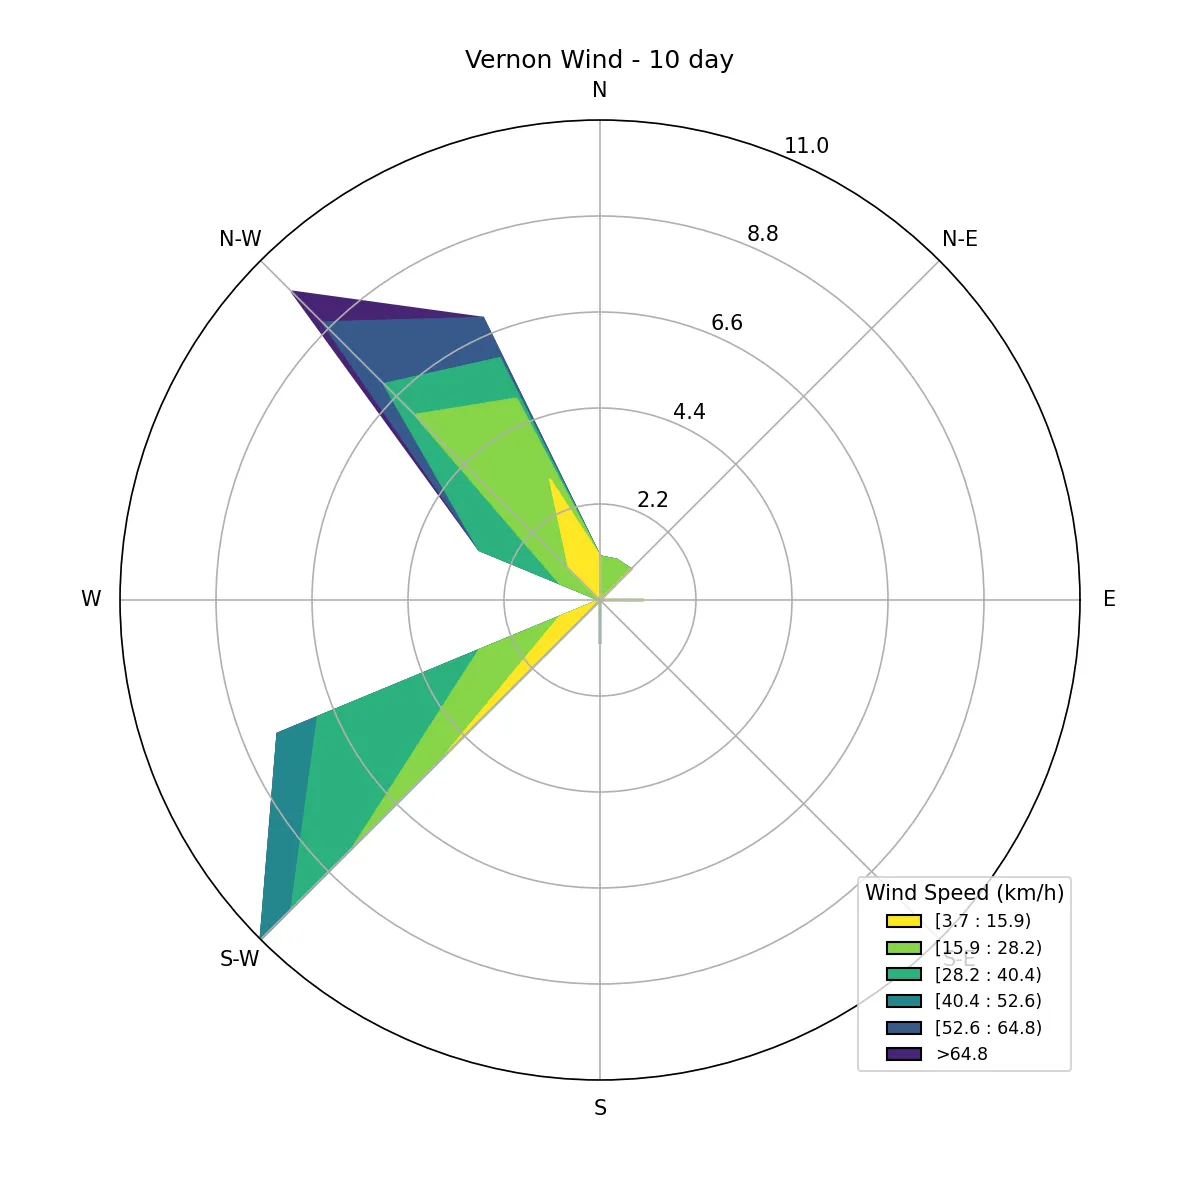 Vernon Wind - 10 day
N
11.0
N-W
8.8
N-E
6.6
4.4
2.2
W
E
S-W
S-E
S
Wind Speed (km/h)
[3.7 : 15.9)
[15.9 : 28.2)
[28.2 : 40.4)
[40.4 : 52.6)
[52.6 : 64.8)
>64.8